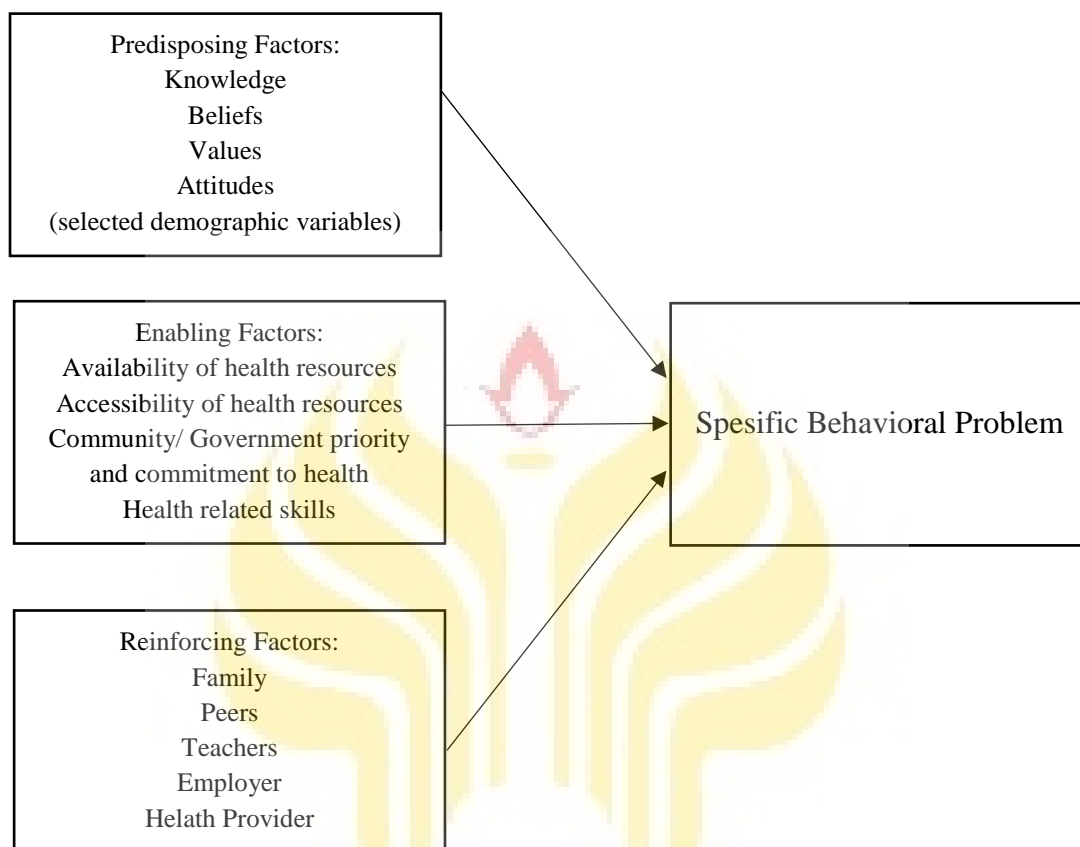 Predisposing Factors:
Knowledge
Beliefs
Values
Attitudes
(selected demographic variables)
Enabling Factors:
Availability of health resources
Accessibility of health resources
Community/ Government priority
and commitment to health
Health related skills
Spesific Behavioral Problem
Reinforcing Factors:
Family
Peers
Teachers
Employer
Helath Provider